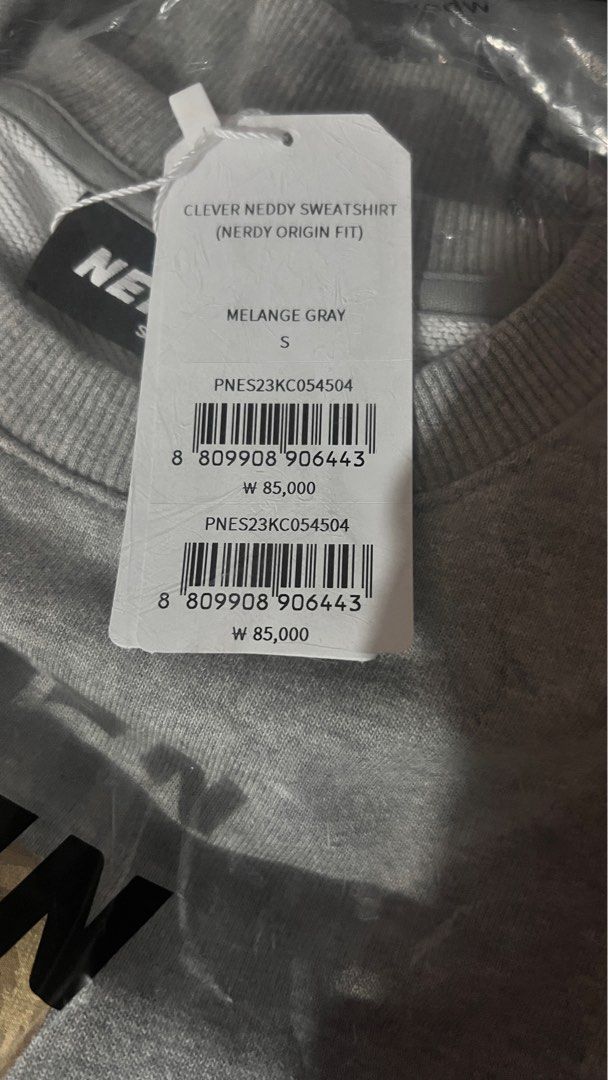 CLEVER NEDDY SWEATSHIRT
(NERDY ORIGIN FIT)
MELANGE GRAY
S
PNES23KC054504
8 809908 906443
₩ 85,000
PNES23KC054504
8 809908 906443
₩ 85,000